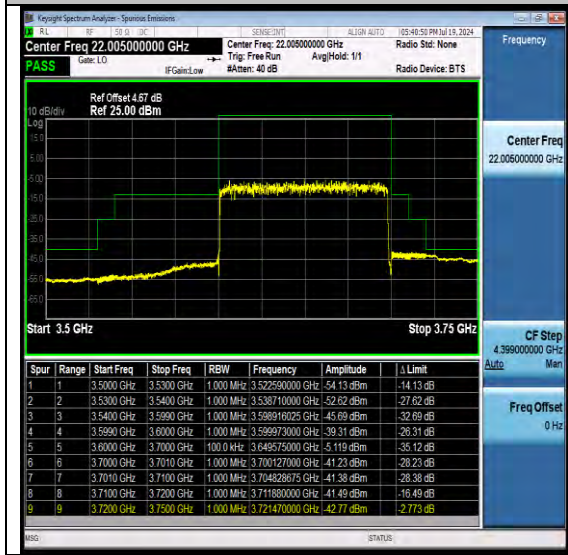 Keysight Spectrum Analyzer - Spurious Emissions
RL RF 50 Ω DC SENSE:INT ALIGN AUTO 05:40:50 PM Jul 19, 2024
Center Freq 22.005000000 GHz Center Freq: 22.005000000 GHz Radio Std: None Frequency
PASS Gate: LO Trig: Free Run Avg|Hold: 1/1
IFGain:Low #Atten: 40 dB Radio Device: BTS
Ref Offset 4.67 dB
10 dB/div Ref 25.00 dBm
Log
15.0
5.00
-5.00
-15.0
-25.0
-35.0
-45.0
-55.0
-65.0
Start 3.5 GHz Stop 3.75 GHz
Center Freq
22.005000000 GHz
CF Step
4.399000000 GHz
Auto Man
Freq Offset
0 Hz
Spur Range Start Freq Stop Freq RBW Frequency Amplitude Δ Limit
1 1 3.5000 GHz 3.5300 GHz 1.000 MHz 3.522590000 GHz -54.13 dBm -14.13 dB
2 2 3.5300 GHz 3.5400 GHz 1.000 MHz 3.538710000 GHz -52.62 dBm -27.62 dB
3 3 3.5400 GHz 3.5990 GHz 1.000 MHz 3.598916025 GHz -45.69 dBm -32.69 dB
4 4 3.5990 GHz 3.6000 GHz 1.000 MHz 3.599973000 GHz -39.31 dBm -26.31 dB
5 5 3.6000 GHz 3.7000 GHz 100.0 kHz 3.649575000 GHz -5.119 dBm -35.12 dB
6 6 3.7000 GHz 3.7010 GHz 1.000 MHz 3.700127000 GHz -41.23 dBm -28.23 dB
7 7 3.7010 GHz 3.7100 GHz 1.000 MHz 3.704828675 GHz -41.38 dBm -28.38 dB
8 8 3.7100 GHz 3.7200 GHz 1.000 MHz 3.711880000 GHz -41.49 dBm -16.49 dB
9 9 3.7200 GHz 3.7500 GHz 1.000 MHz 3.721470000 GHz -42.77 dBm -2.773 dB
MSG STATUS